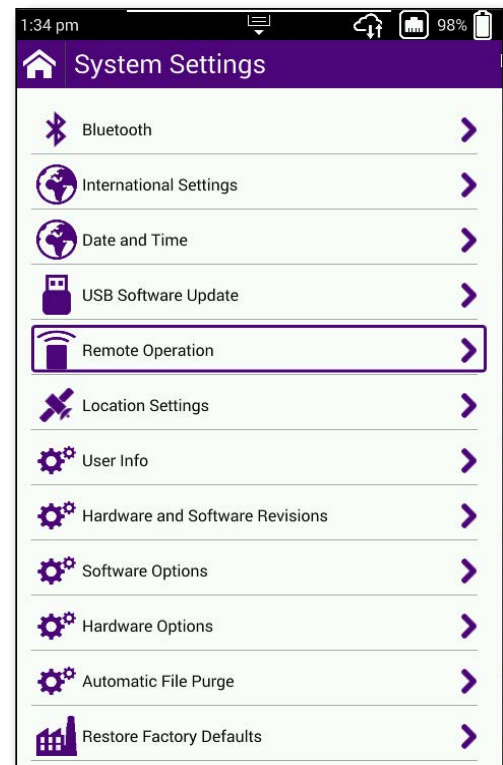 1:34 pm 98%
System Settings
Bluetooth
International Settings
Date and Time
USB Software Update
Remote Operation
Location Settings
User Info
Hardware and Software Revisions
Software Options
Hardware Options
Automatic File Purge
Restore Factory Defaults